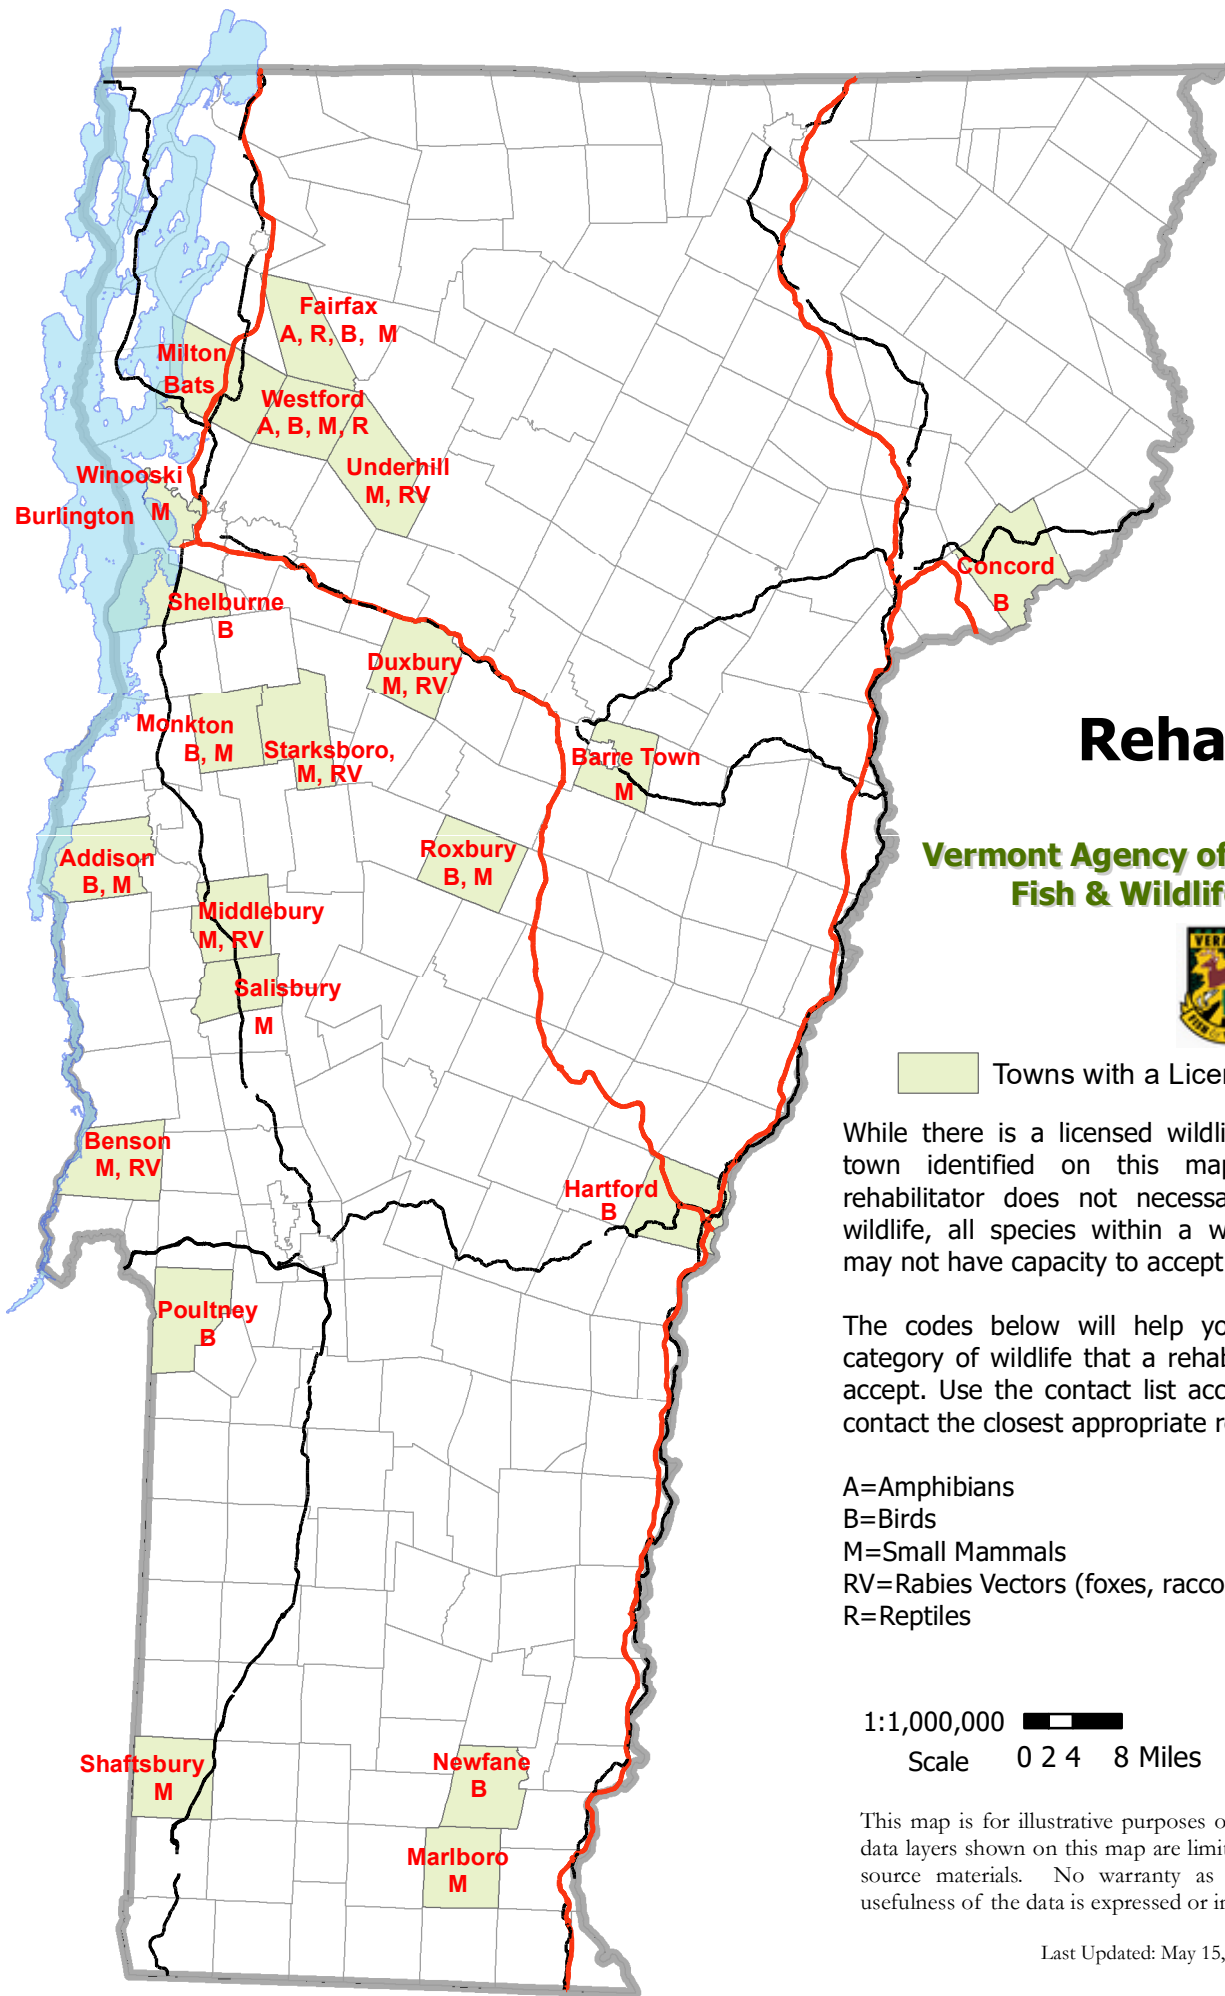 Fairfax
A, R, B, M
Milton
Bats
Westford
A, B, M, R
Underhill
M, RV
Winooski
M
Burlington
Concord
B
Shelburne
B
Duxbury
M, RV
Monkton
B, M
Starksboro,
M, RV
Barre Town
M
Reha
Addison
B, M
Roxbury
B, M
Vermont Agency of
Fish & Wildlife
Middlebury
M, RV
VERM
FISH
Salisbury
M
Towns with a Licen
Benson
M, RV
While there is a licensed wildli
town identified on this map
rehabilitator does not necessa
wildlife, all species within a w
may not have capacity to accept
Hartford
B
Poultney
B
The codes below will help yo
category of wildlife that a rehab
accept. Use the contact list acc
contact the closest appropriate r
A=Amphibians
B=Birds
M=Small Mammals
RV=Rabies Vectors (foxes, racco
R=Reptiles
1:1,000,000
Scale 0 2 4 8 Miles
Shaftsbury
M
Newfane
B
Marlboro
M
This map is for illustrative purposes o
data layers shown on this map are limit
source materials. No warranty as
usefulness of the data is expressed or in
Last Updated: May 15,